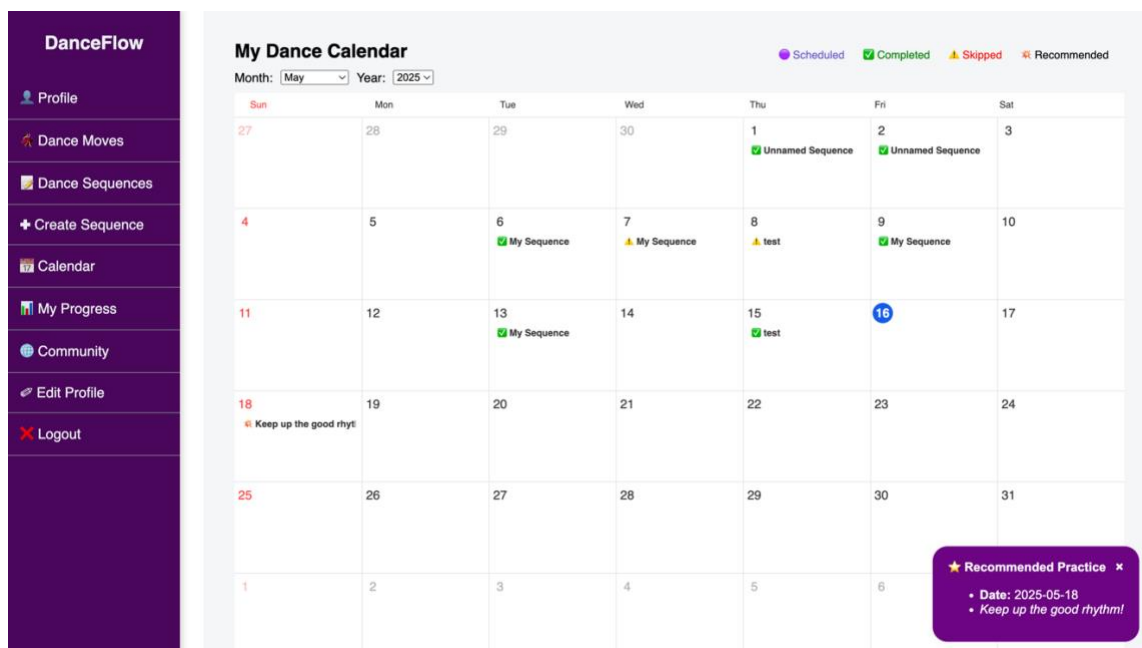 DanceFlow
Profile
Dance Moves
Dance Sequences
Create Sequence
Calendar
My Progress
Community
Edit Profile
Logout
My Dance Calendar
Scheduled Completed Skipped Recommended
Month: May Year: 2025
Sun Mon Tue Wed Thu Fri Sat
27 28 29 30 1 2 3
Unnamed Sequence Unnamed Sequence
4 5 6 7 8 9 10
My Sequence My Sequence test My Sequence
11 12 13 14 15 16 17
My Sequence test
18 19 20 21 22 23 24
Keep up the good rhyt
25 26 27 28 29 30 31
1 2 3 4 5 6
Recommended Practice ×
• Date: 2025-05-18
• Keep up the good rhythm!